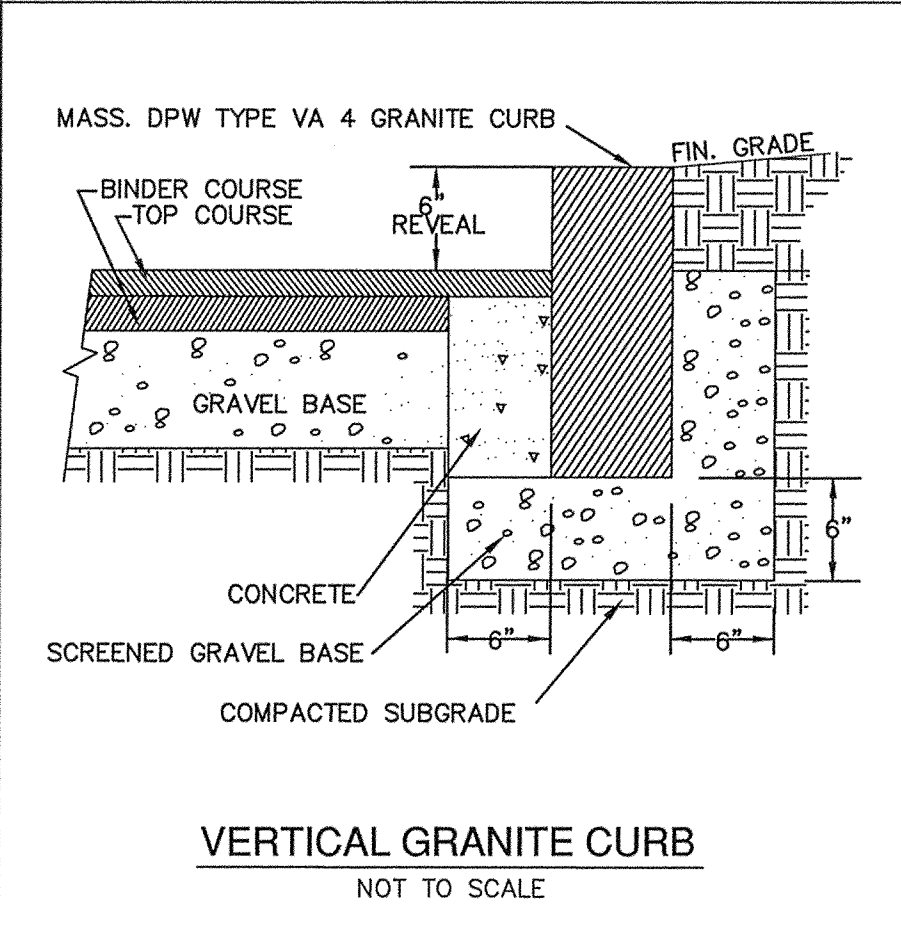 MASS. DPW TYPE VA 4 GRANITE CURB
FIN. GRADE
BINDER COURSE
TOP COURSE
6"
REVEAL
GRAVEL BASE
6"
CONCRETE
6"
6"
SCREENED GRAVEL BASE
COMPACTED SUBGRADE
VERTICAL GRANITE CURB
NOT TO SCALE